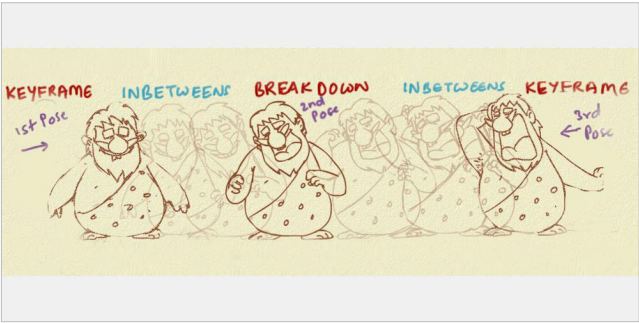 KEYFRAME INBETWEENS BREAKDOWN INBETWEENS KEYFRAME
1st Pose
2nd
Pose
3rd
Pose